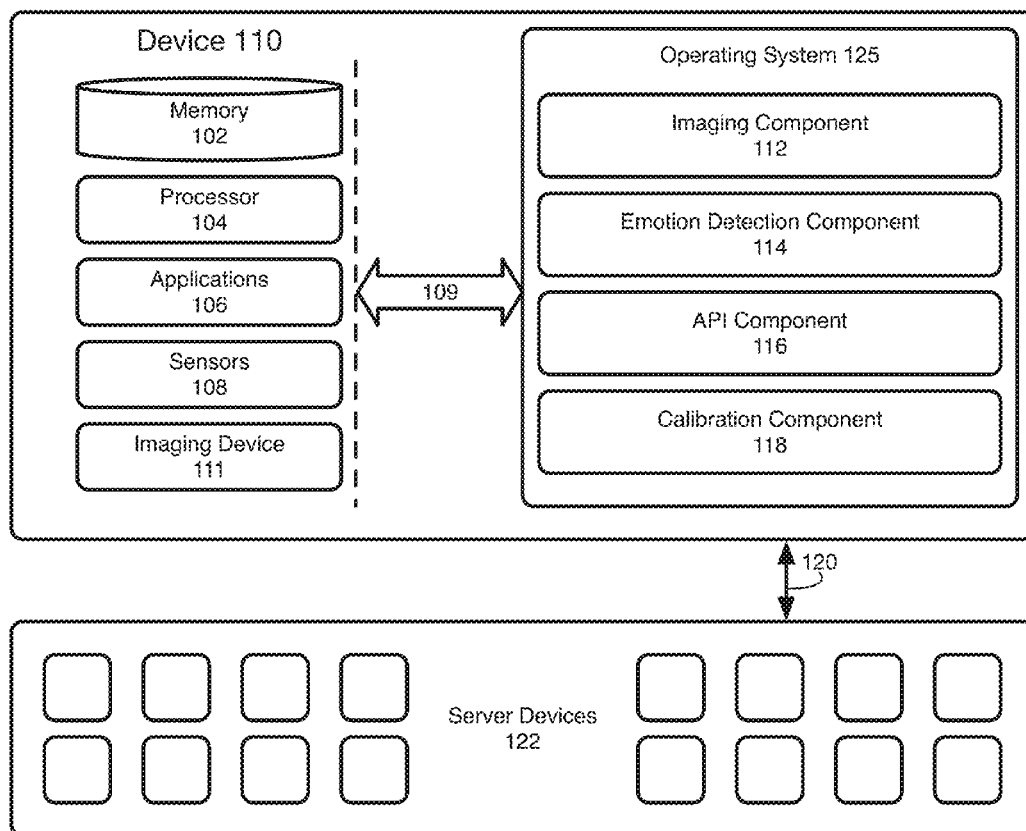 Device 110
Memory
102
Processor
104
Applications
106
Sensors
108
Imaging Device
111
109
Operating System 125
Imaging Component
112
Emotion Detection Component
114
API Component
116
Calibration Component
118
120
Server Devices
122